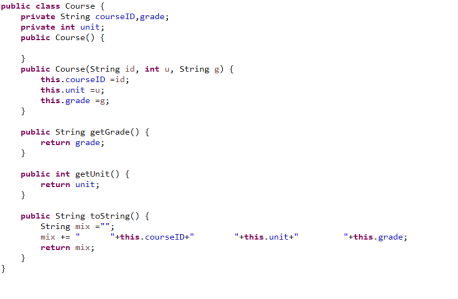 public class Course {
    private String courseID,grade;
    private int unit;
    public Course() {

    }
    public Course(String id, int u, String g) {
        this.courseID =id;
        this.unit =u;
        this.grade =g;
    }

    public String getGrade() {
        return grade;
    }

    public int getUnit() {
        return unit;
    }

    public String toString() {
        String mix ="";
        mix += "      "+this.courseID+"        "+this.unit+"         "+this.grade;
        return mix;
    }
}